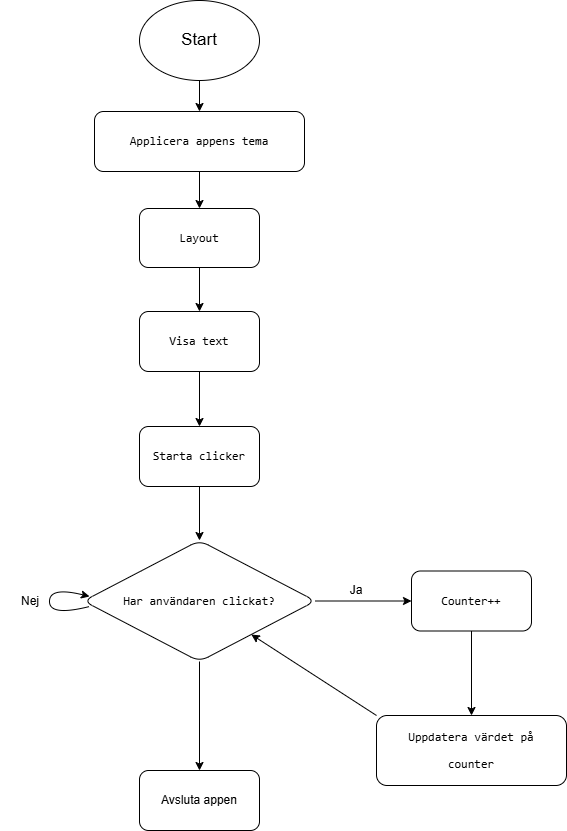 Start
Applicera appens tema
Layout
Visa text
Starta clicker
Har användaren clickat?
Nej
Ja
Counter++
Uppdatera värdet på
counter
Avsluta appen